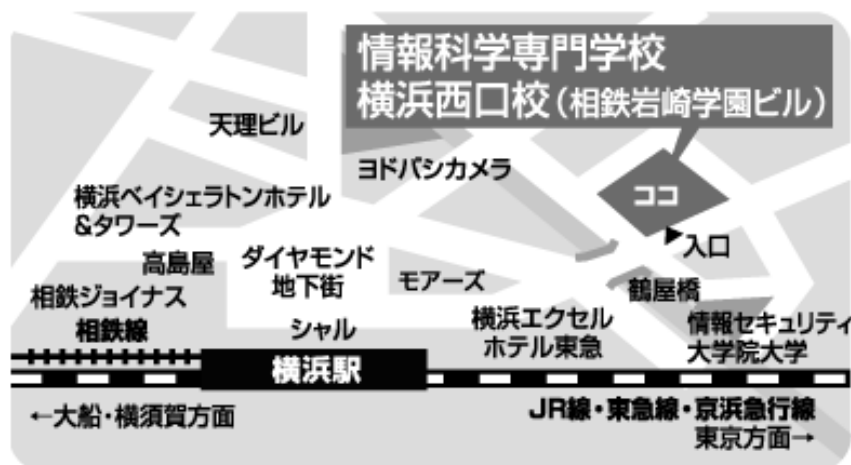 情報科学専門学校
横浜西口校（相鉄岩崎学園ビル）
天理ビル
ヨドバシカメラ
ココ
横浜ベイシェラトンホテル
&タワーズ
入口
高島屋
ダイヤモンド
地下街
モアーズ
鶴屋橋
相鉄ジョイナス
横浜エクセル
ホテル東急
情報セキュリティ
大学院大学
相鉄線
シャル
横浜駅
←大船・横須賀方面
JR線・東急線・京浜急行線
東京方面→